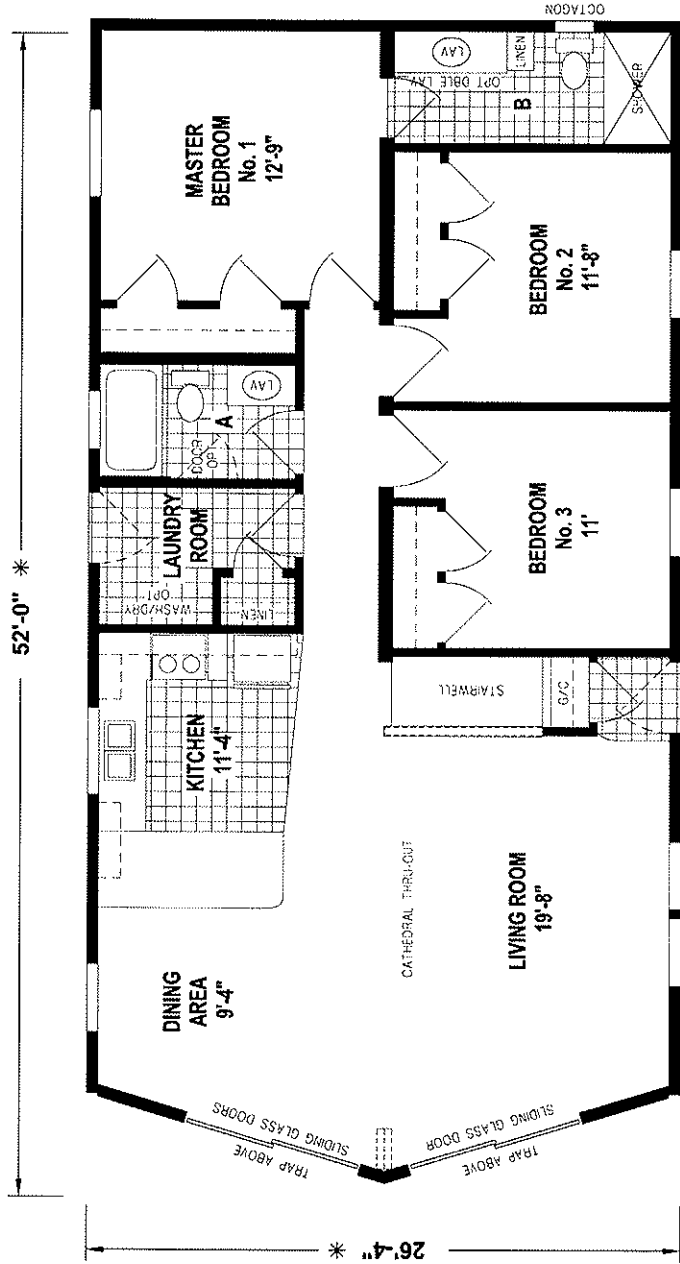 52'-0" *
26'-4" *
MASTER
BEDROOM
No. 1
12'-9"
OCTAGON
LAV
OPT DBLE LAV
LINEN
B
SHOWER
BEDROOM
No. 2
11'-8"
LAV
A
DOOR
OPT
LAUNDRY
ROOM
WASH/DRY
OPT
LINEN
BEDROOM
No. 3
11'
KITCHEN
11'-4"
STAIRWELL
G/C
DINING
AREA
9'-4"
CATHEDRAL THRU-OUT
LIVING ROOM
19'-8"
SLIDING GLASS DOORS
TRAP ABOVE
SLIDING GLASS DOOR
TRAP ABOVE